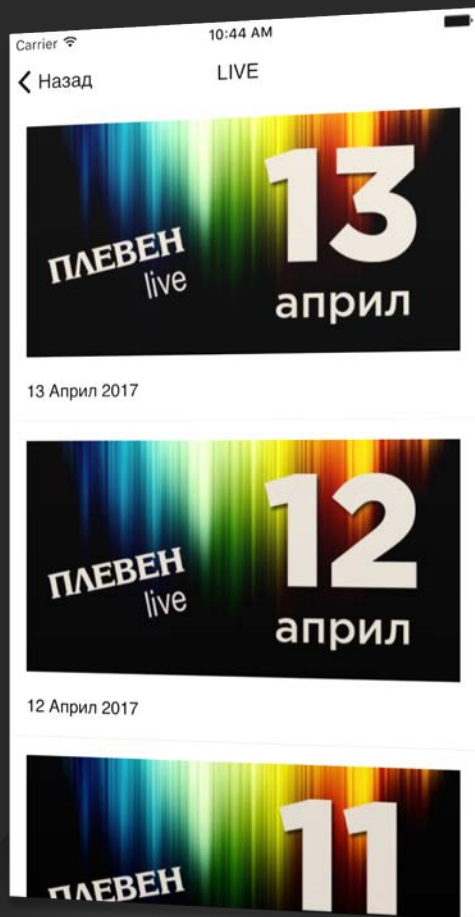 Carrier 10:44 AM
Назад LIVE
13
ПЛЕВЕН
live
април
13 Април 2017
12
ПЛЕВЕН
live
април
12 Април 2017
11
ПЛЕВЕН